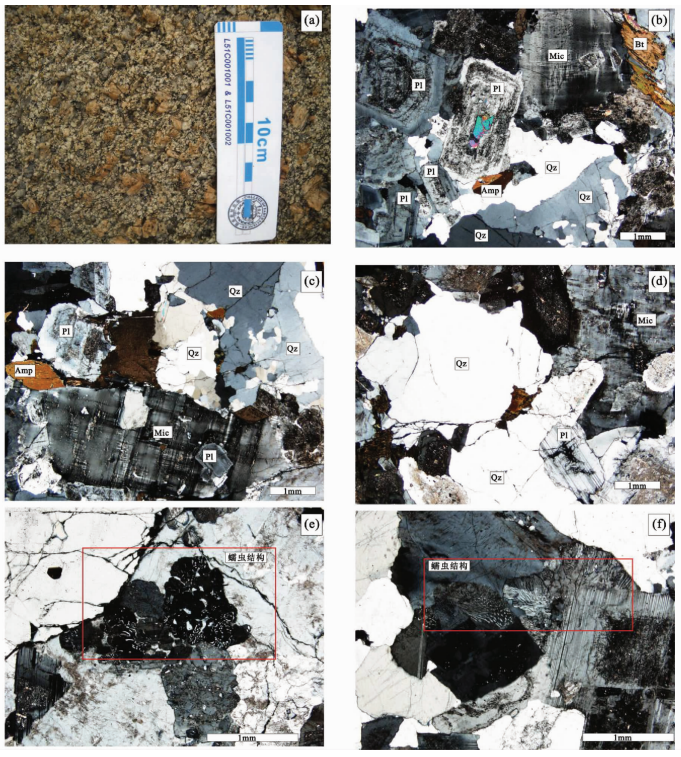 (a)
L51C001001 & L51C001002
10cm
(b)
Bt
Mic
Pl
Pl
Qz
Pl
Amp
Qz
Pl
Qz
1mm
(c)
Qz
Pl
Qz
Qz
Amp
Mic
Pl
1mm
(d)
Mic
Qz
Pl
Qz
1mm
(e)
蠕虫结构
1mm
(f)
蠕虫结构
1mm